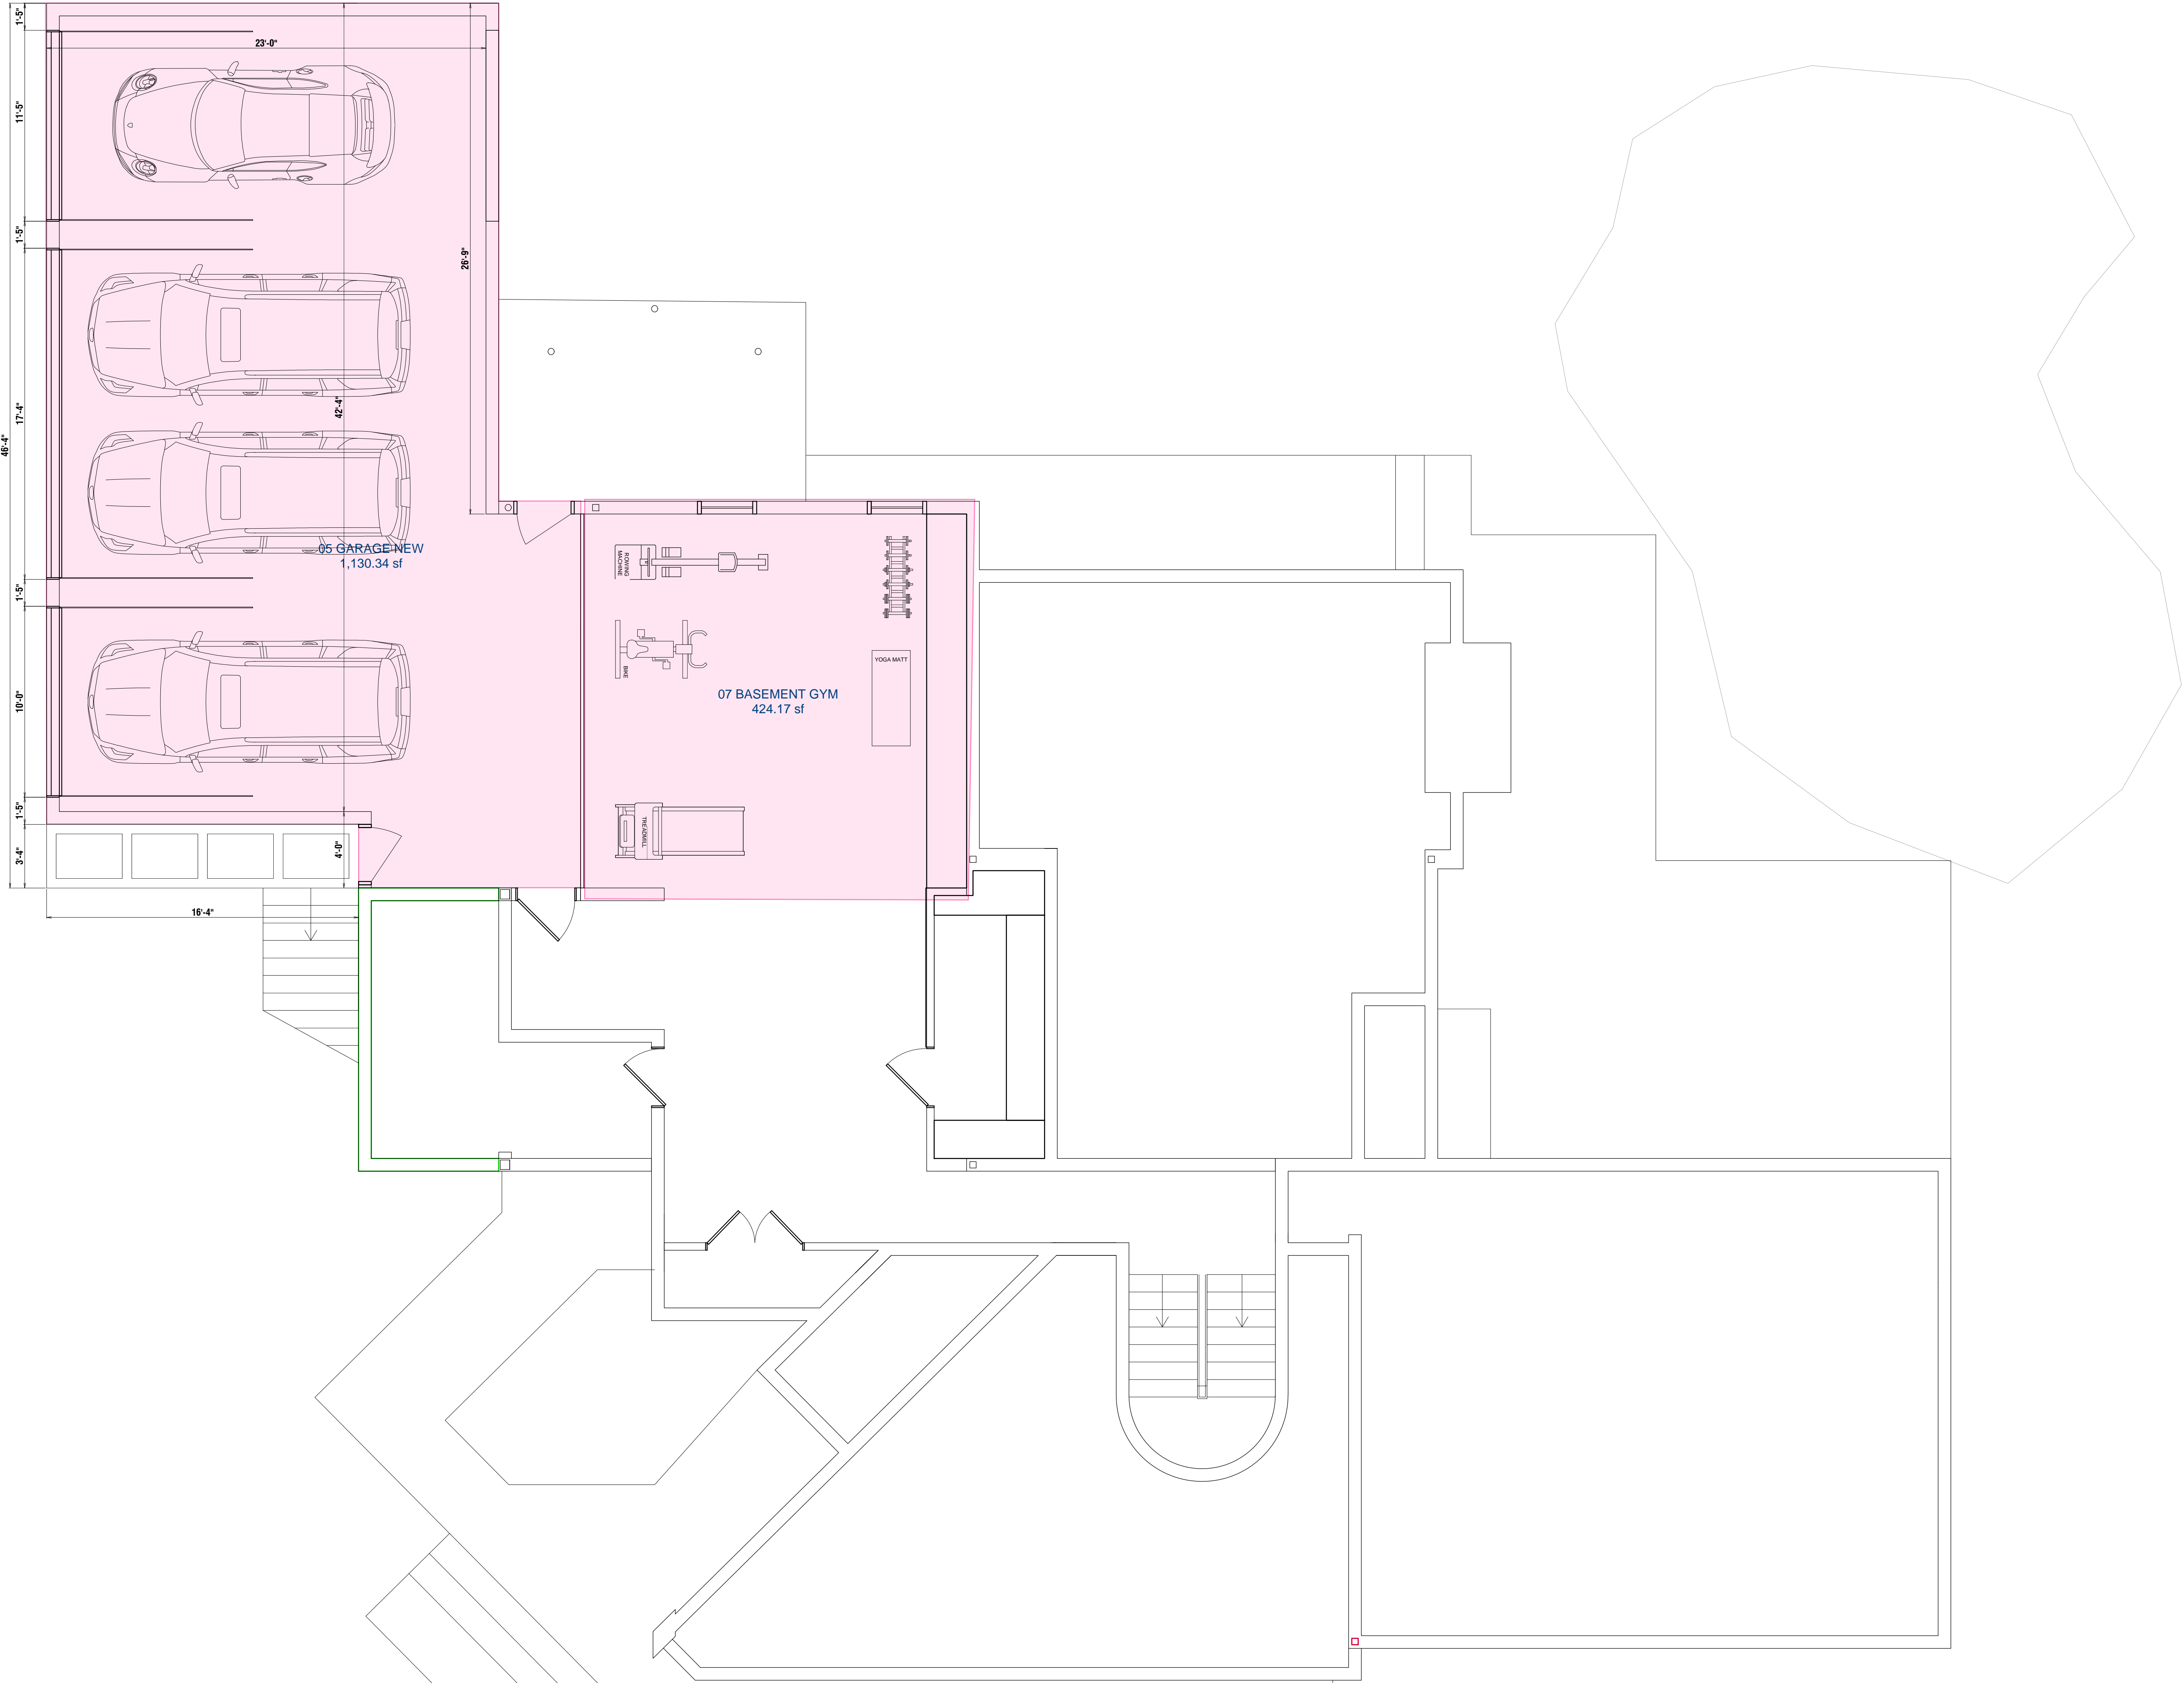 1'-5"
23'-0"
11'-5"
1'-5"
26'-9"
42'-4"
17'-4"
46'-4"
05 GARAGE NEW
1,130.34 sf
ROWING
MACHINE
1'-5"
BIKE
YOGA MATT
07 BASEMENT GYM
424.17 sf
10'-0"
1'-5"
TREADMILL
4'-0"
3'-4"
16'-4"